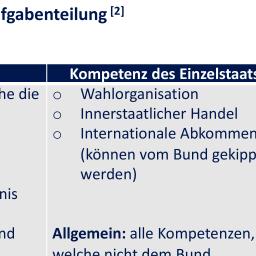 fgabenteilung [2]
Kompetenz des Einzelstaats
he die
o Wahlorganisation
o Innerstaatlicher Handel
o Internationale Abkommen
(können vom Bund gekipp
werden)
nis
nd
Allgemein: alle Kompetenzen,
welche nicht dem Bund